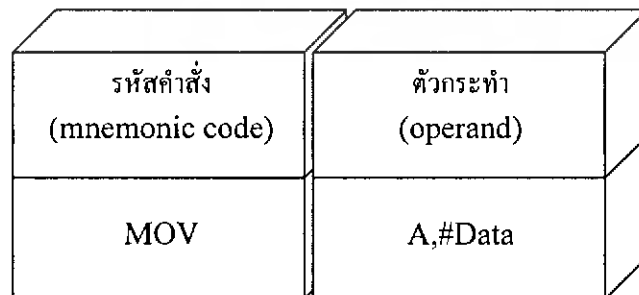 รหัสคำสั่ง
(mnemonic code)
ตัวกระทำ
(operand)
MOV
A,#Data